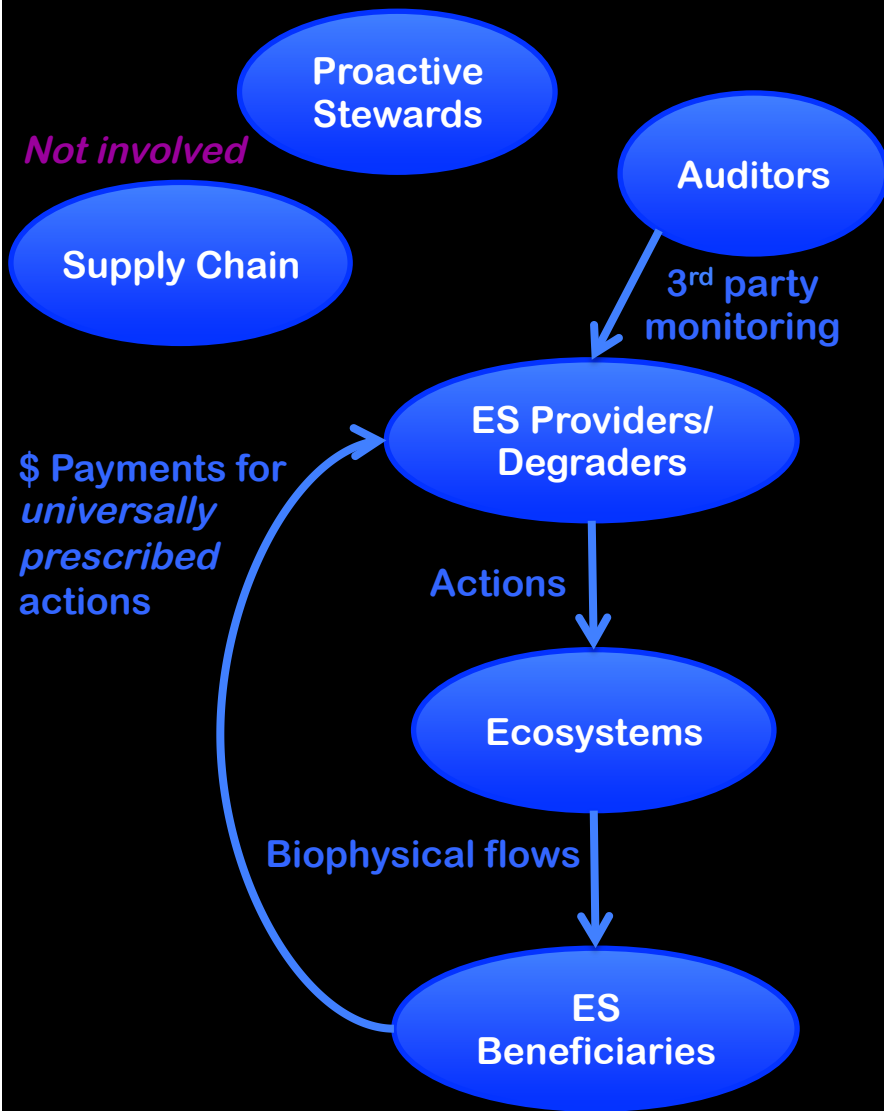 Proactive
Stewards
Not involved
Auditors
Supply Chain
3rd party
monitoring
ES Providers/
Degraders
$ Payments for
universally
prescribed
actions
Actions
Ecosystems
Biophysical flows
ES
Beneficiaries